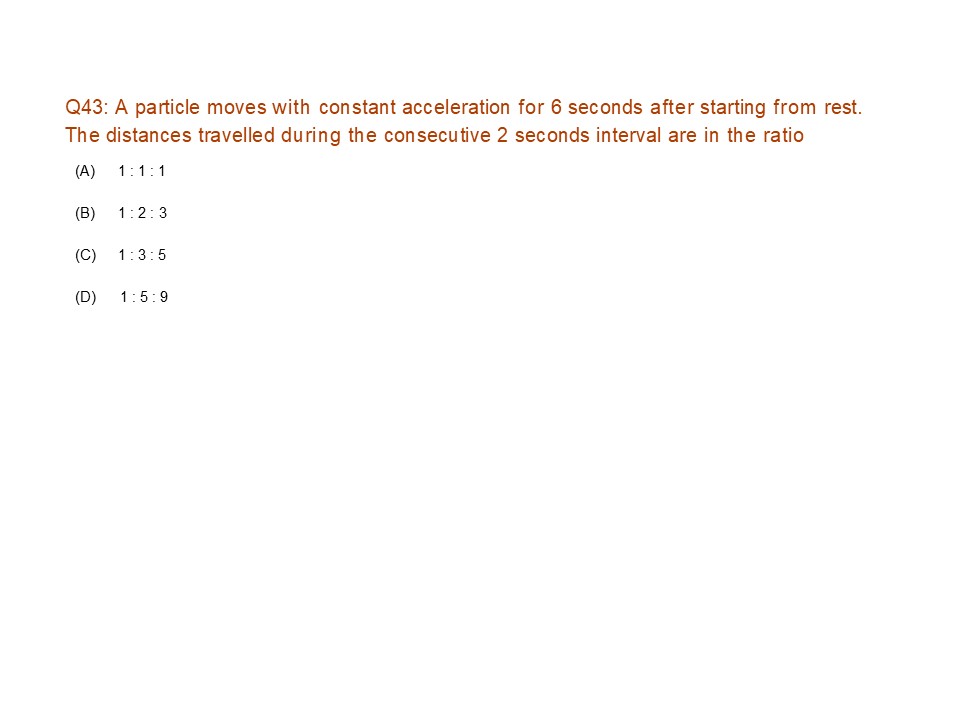 Q43: A particle moves with constant acceleration for 6 seconds after starting from rest.
The distances travelled during the consecutive 2 seconds interval are in the ratio
(A) 1 : 1 : 1
(B) 1 : 2 : 3
(C) 1 : 3 : 5
(D) 1 : 5 : 9